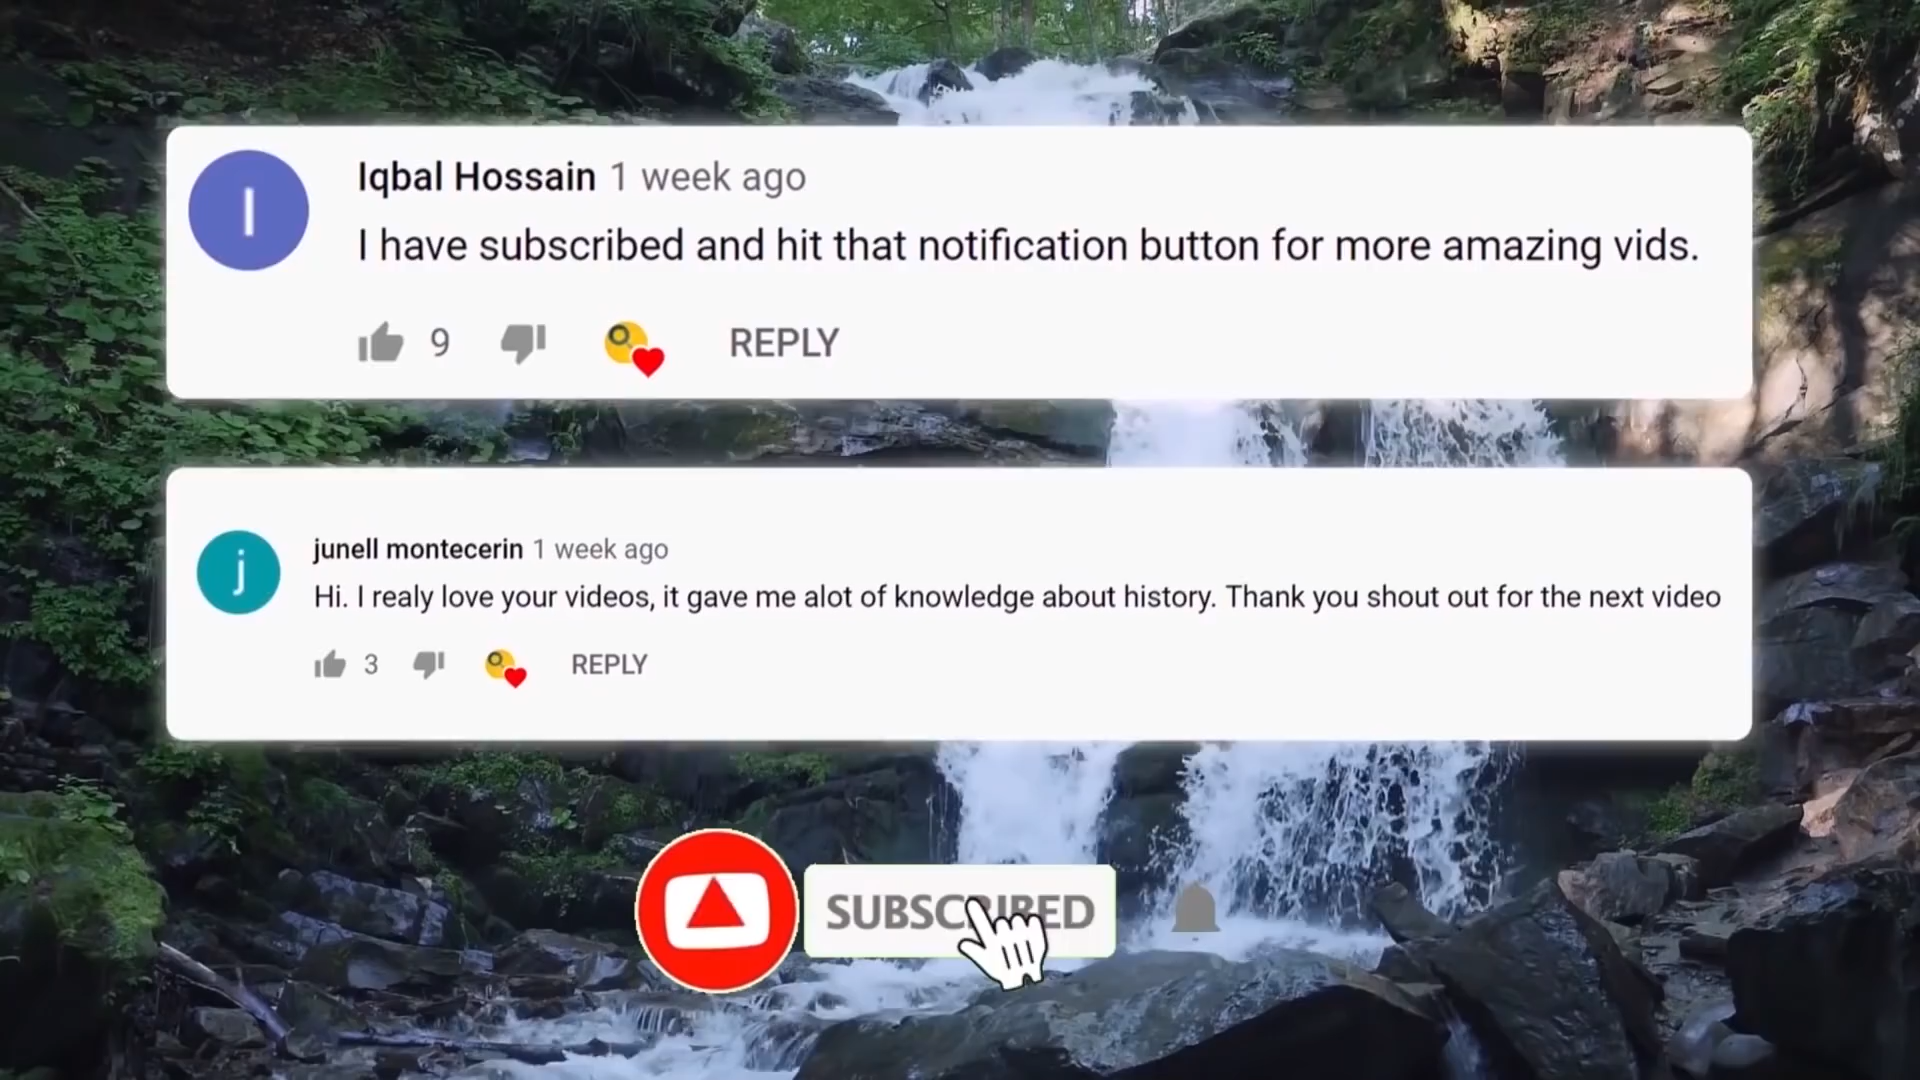 I
Iqbal Hossain 1 week ago
I have subscribed and hit that notification button for more amazing vids.
9 REPLY
j
junell montecerin 1 week ago
Hi. I realy love your videos, it gave me alot of knowledge about history. Thank you shout out for the next video
3 REPLY
SUBSCRIBED